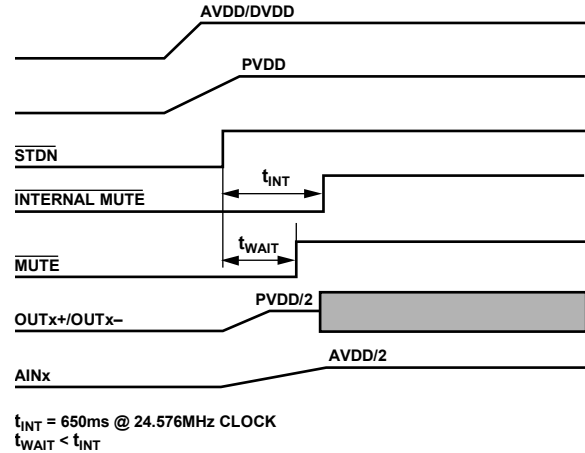 AVDD/DVDD
PVDD
STDN
tINT
INTERNAL MUTE
tWAIT
MUTE
PVDD/2
OUTx+/OUTx–
AVDD/2
AINx
tINT = 650ms @ 24.576MHz CLOCK
tWAIT < tINT